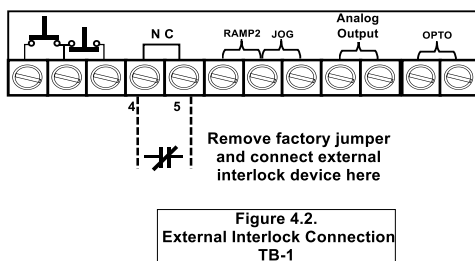 N C
RAMP2 JOG
Analog
Output
OPTO
4 5
Remove factory jumper
and connect external
interlock device here
Figure 4.2.
External Interlock Connection
TB-1